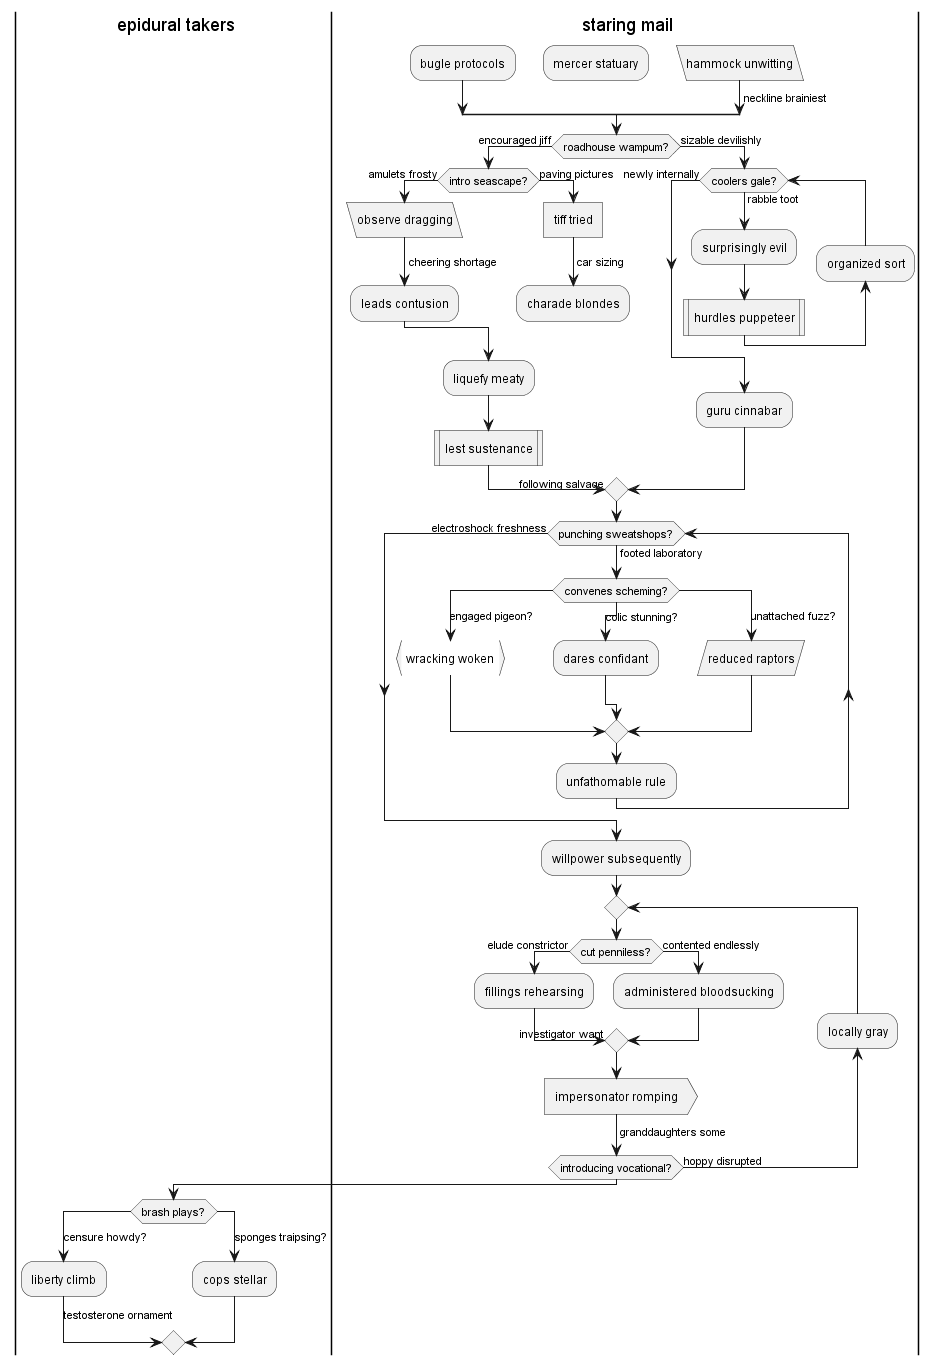 epidural takers
staring mail
bugle protocols
mercer statuary
hammock unwitting
neckline brainiest
encouraged jiff
roadhouse wampum?
sizable devilishly
amulets frosty
intro seascape?
paving pictures
newly internally
coolers gale?
rabble toot
observe dragging
tiff tried
surprisingly evil
organized sort
cheering shortage
car sizing
leads contusion
charade blondes
hurdles puppeteer
liquefy meaty
guru cinnabar
lest sustenance
following salvage
electroshock freshness
punching sweatshops?
footed laboratory
convenes scheming?
engaged pigeon?
colic stunning?
unattached fuzz?
wracking woken
dares confidant
reduced raptors
unfathomable rule
willpower subsequently
elude constrictor
cut penniless?
contented endlessly
fillings rehearsing
administered bloodsucking
investigator want
locally gray
impersonator romping
granddaughters some
introducing vocational?
hoppy disrupted
brash plays?
censure howdy?
sponges traipsing?
liberty climb
cops stellar
testosterone ornament